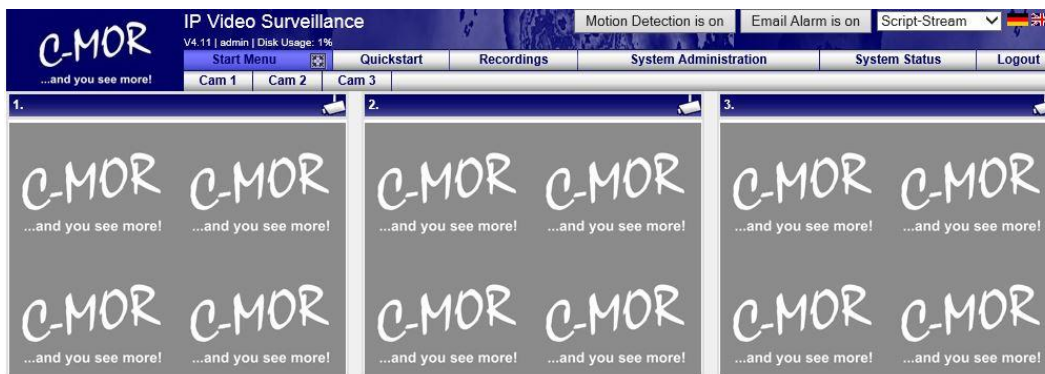 C-MOR
...and you see more!
IP Video Surveillance
V4.11 | admin | Disk Usage: 1%
Motion Detection is on Email Alarm is on Script-Stream
Start Menu Quickstart Recordings System Administration System Status Logout
Cam 1 Cam 2 Cam 3
1. 2. 3.
C-MOR C-MOR C-MOR C-MOR C-MOR C-MOR
...and you see more! ...and you see more! ...and you see more! ...and you see more! ...and you see more! ...and you see more!
C-MOR C-MOR C-MOR C-MOR C-MOR C-MOR
...and you see more! ...and you see more! ...and you see more! ...and you see more! ...and you see more! ...and you see more!